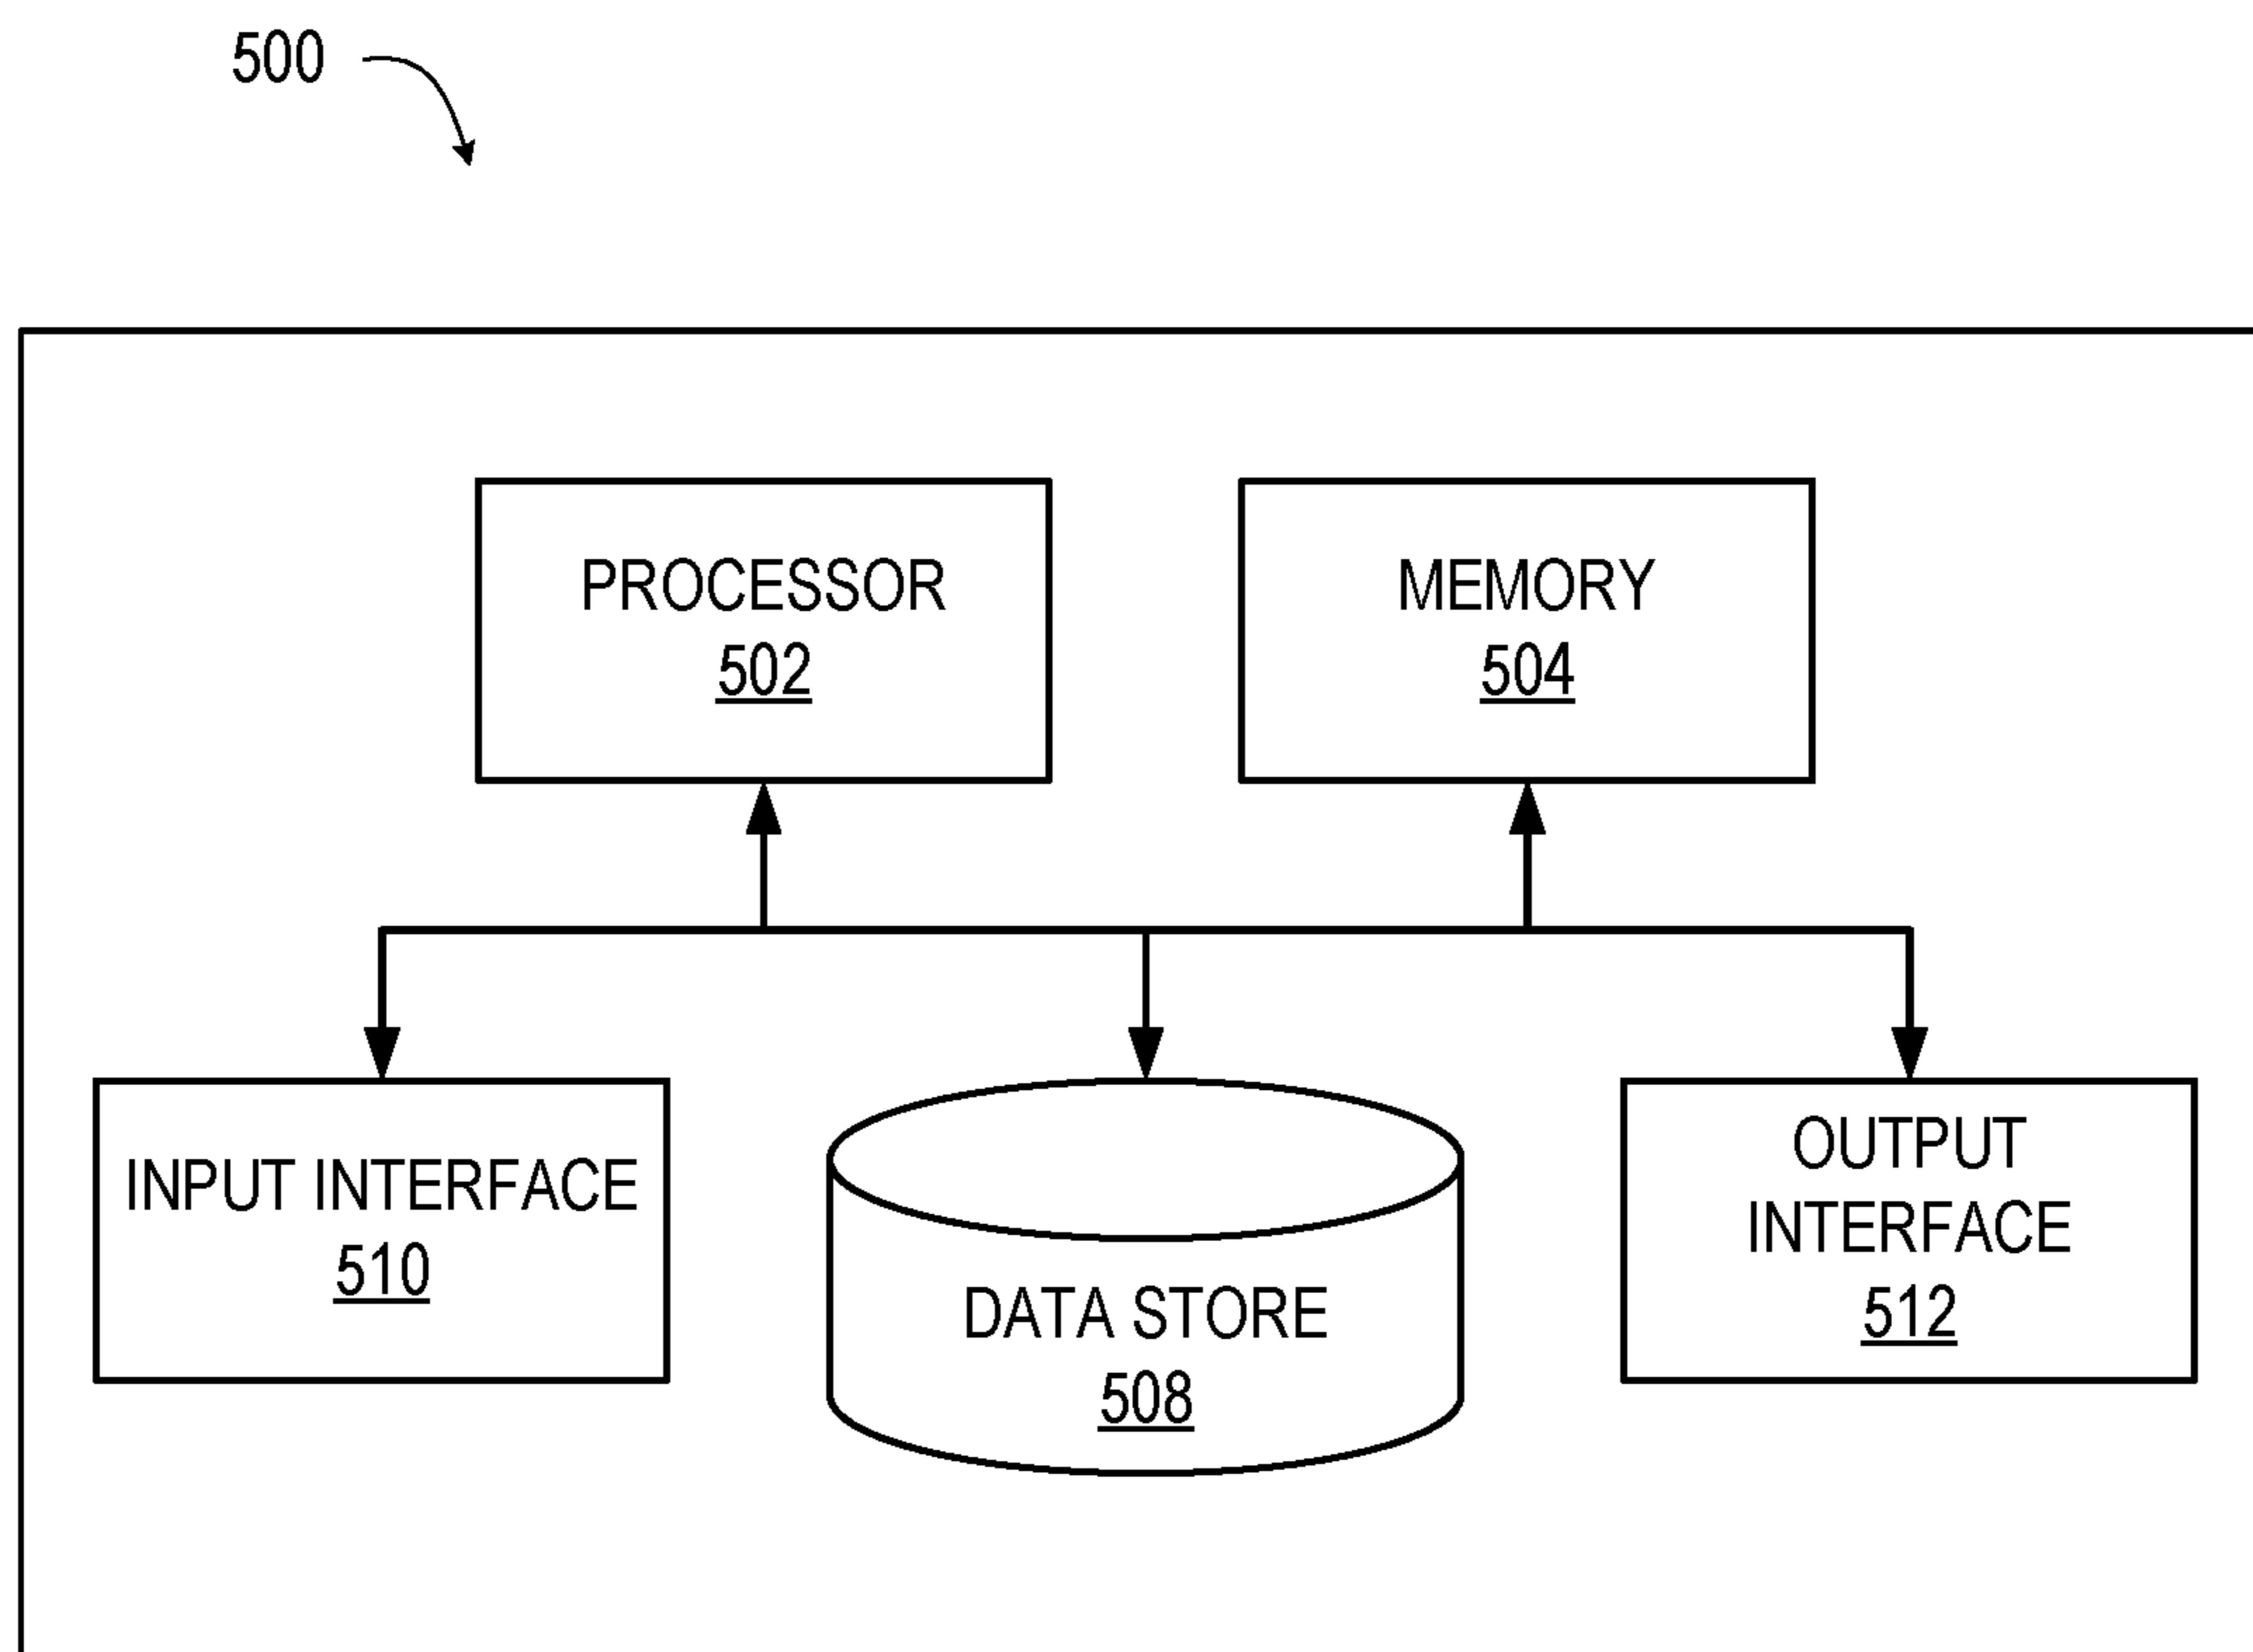 500
PROCESSOR
502
MEMORY
504
INPUT INTERFACE
510
DATA STORE
508
OUTPUT
INTERFACE
512